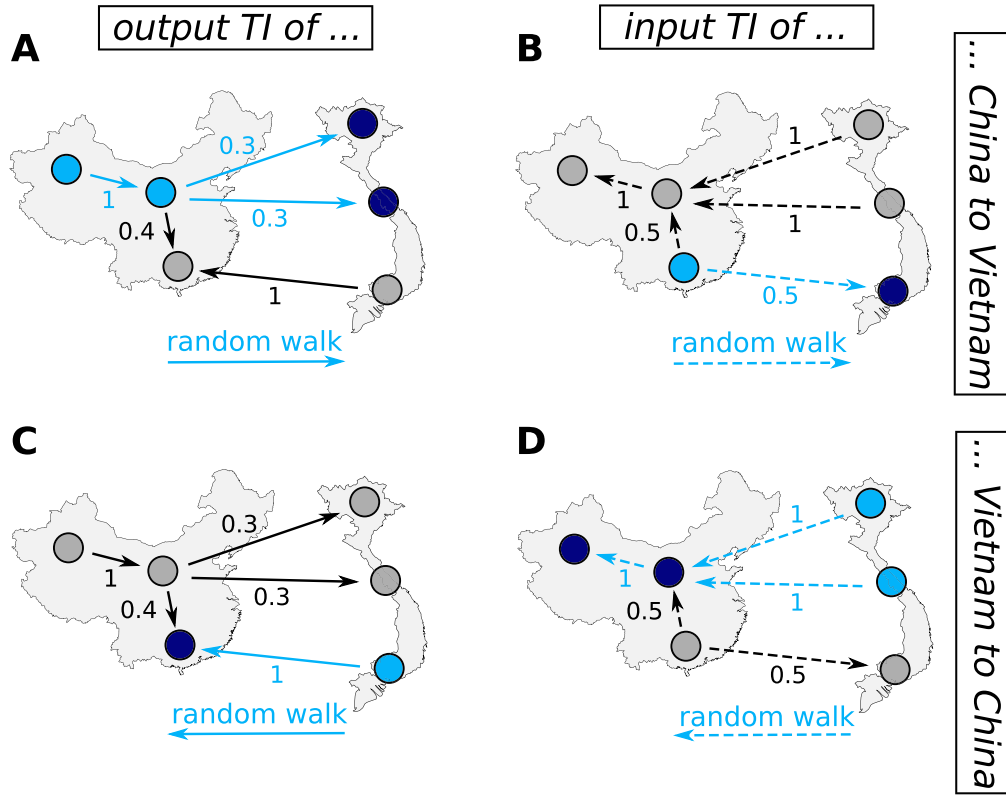 output TI of ...
input TI of ...
A
B
... China to Vietnam
0.3
1
0.3
0.4
1
random walk
1
1
1
0.5
0.5
random walk
C
D
... Vietnam to China
0.3
1
0.3
0.4
1
random walk
1
1
1
0.5
0.5
random walk